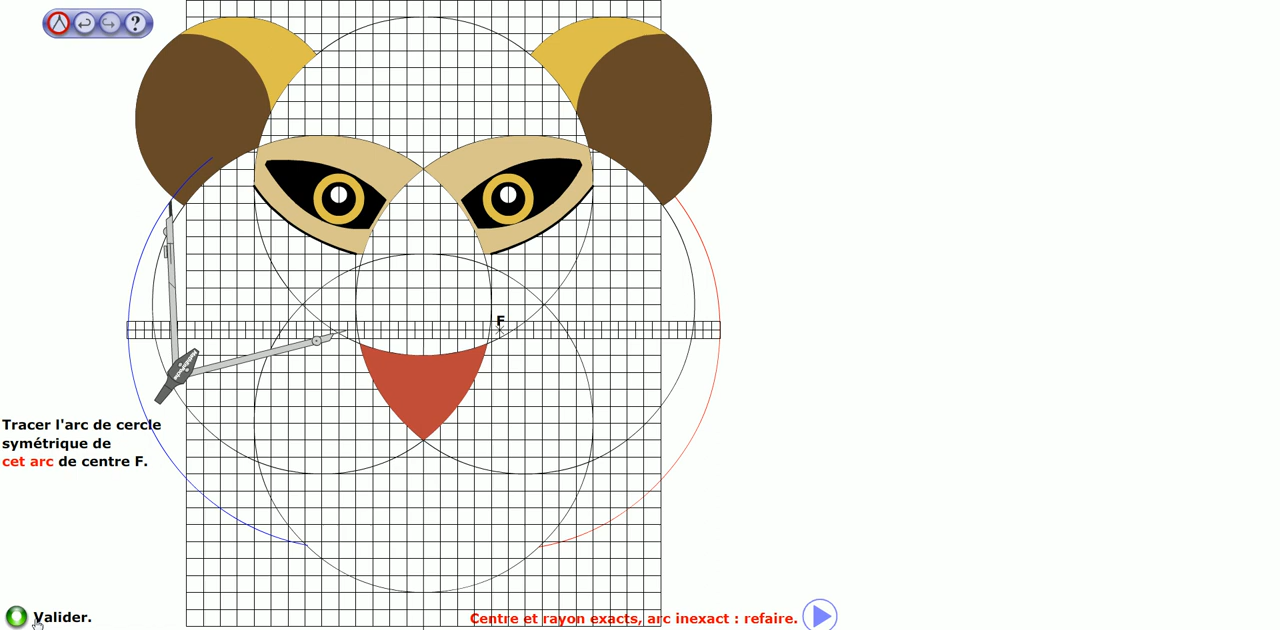 ?
F
Tracer l'arc de cercle
symétrique de
cet arc de centre F.
Valider.
Centre et rayon exacts, arc inexact : refaire.